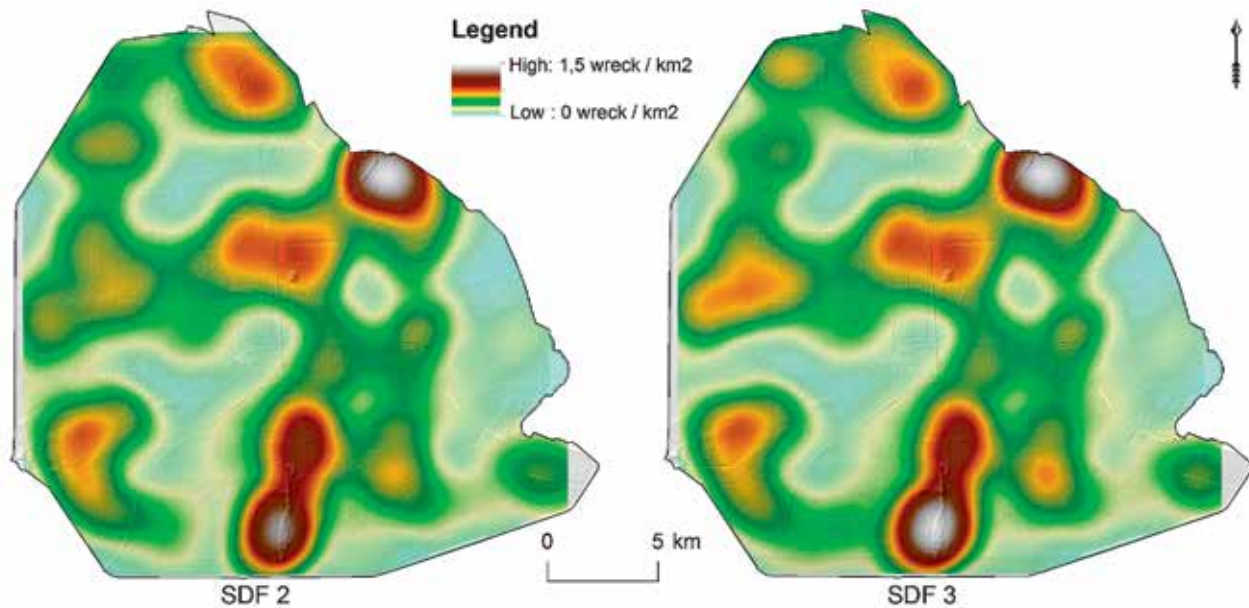 Legend
High: 1,5 wreck / km2
Low : 0 wreck / km2
0 5 km
SDF 2
SDF 3